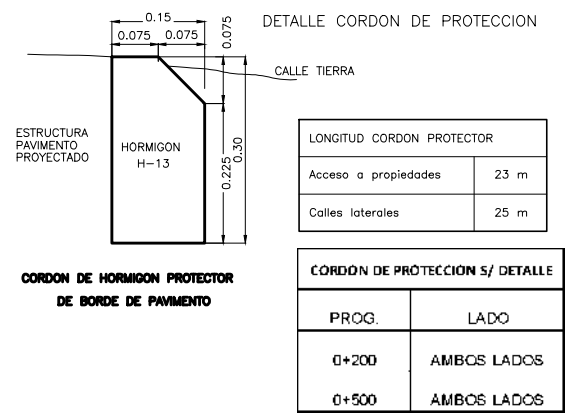 DETALLE CORDON DE PROTECCION
0.15
0.075 0.075
0.075
CALLE TIERRA
ESTRUCTURA
PAVIMENTO
PROYECTADO
HORMIGON
H-13
0.225
0.30
CORDON DE HORMIGON PROTECTOR
DE BORDE DE PAVIMENTO
LONGITUD CORDON PROTECTOR
Acceso a propiedades 23 m
Calles laterales 25 m
CORDON DE PROTECCIÓN S/ DETALLE
PROG. LADO
0+200 AMBOS LADOS
0+500 AMBOS LADOS